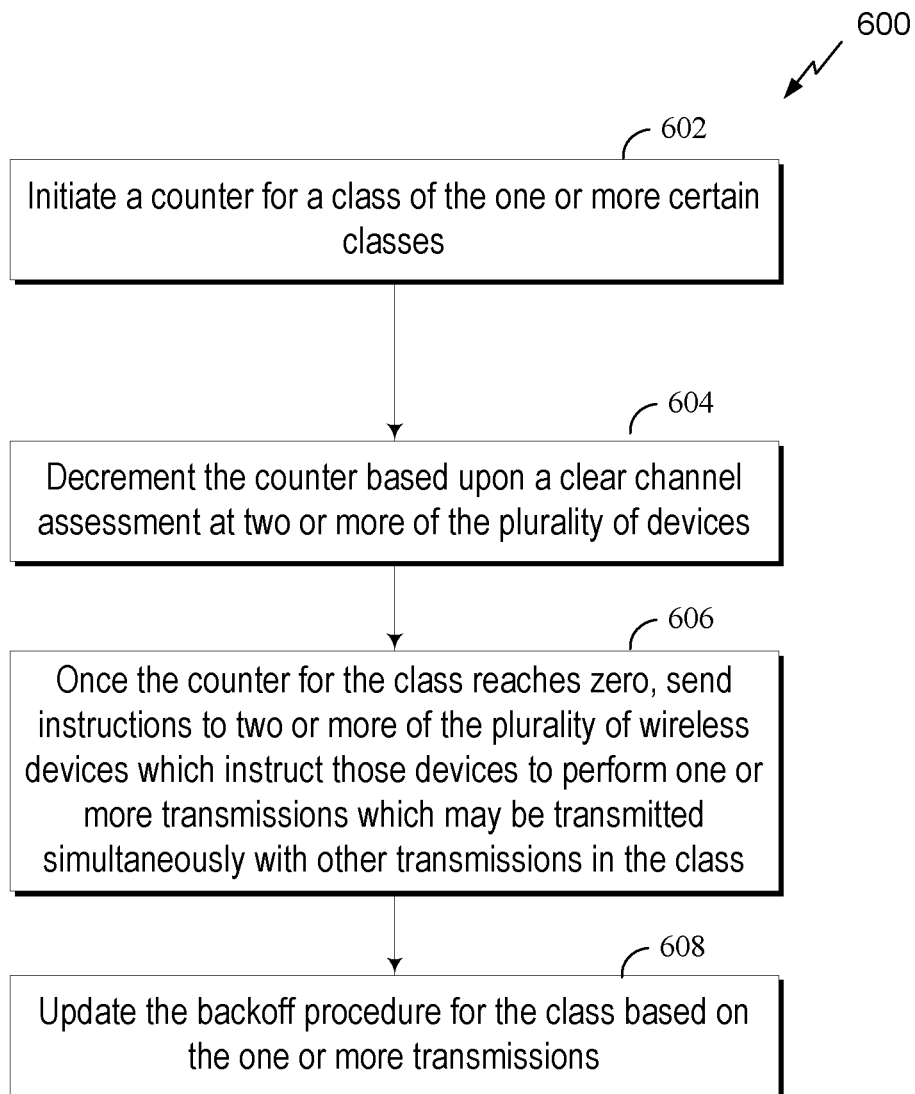 600
602
Initiate a counter for a class of the one or more certain
classes
604
Decrement the counter based upon a clear channel
assessment at two or more of the plurality of devices
606
Once the counter for the class reaches zero, send
instructions to two or more of the plurality of wireless
devices which instruct those devices to perform one or
more transmissions which may be transmitted
simultaneously with other transmissions in the class
608
Update the backoff procedure for the class based on
the one or more transmissions